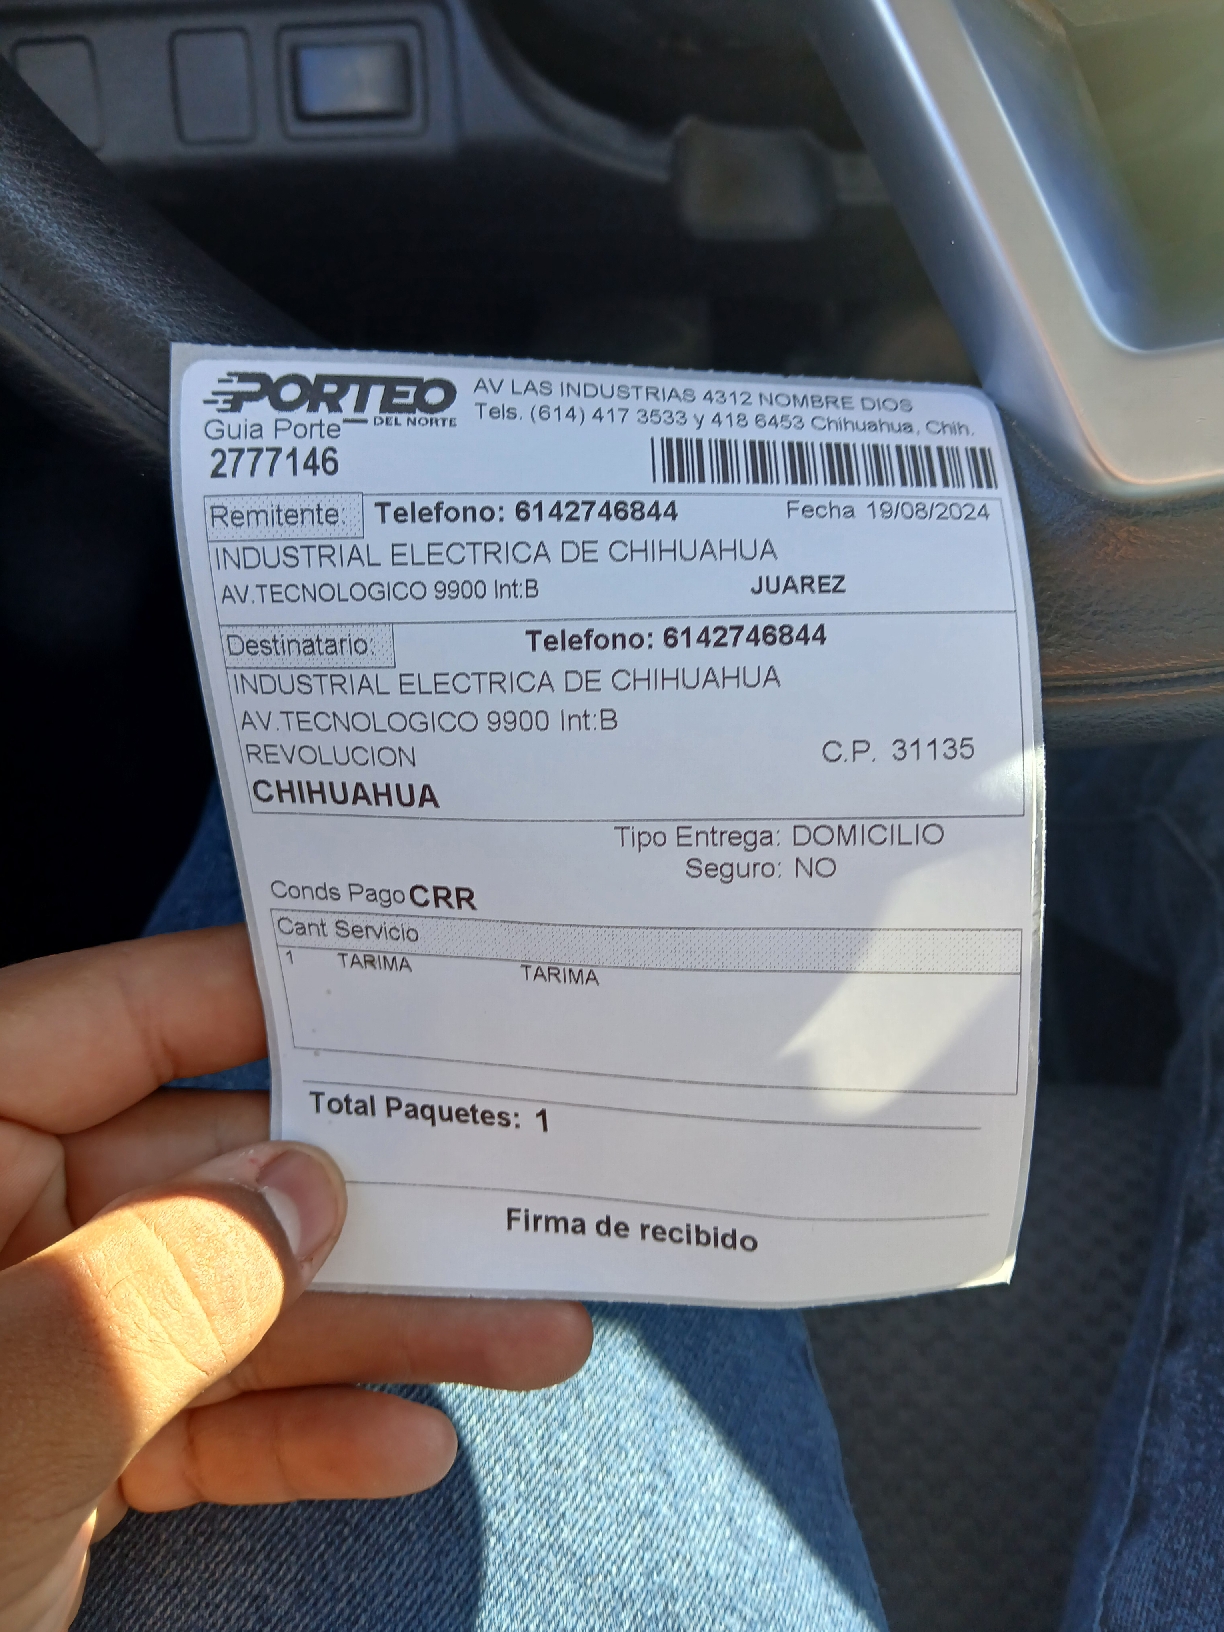 PORTEO
DEL NORTE
AV LAS INDUSTRIAS 4312 NOMBRE DIOS
Tels. (614) 417 3533 y 418 6453 Chihuahua, Chih.
Guia Porte
2777146
Remitente: Telefono: 6142746844 Fecha 19/08/2024
INDUSTRIAL ELECTRICA DE CHIHUAHUA
AV.TECNOLOGICO 9900 Int:B JUAREZ
Destinatario: Telefono: 6142746844
INDUSTRIAL ELECTRICA DE CHIHUAHUA
AV.TECNOLOGICO 9900 Int:B
REVOLUCION C.P. 31135
CHIHUAHUA
Tipo Entrega: DOMICILIO
Seguro: NO
Conds Pago CRR
Cant Servicio
1 TARIMA TARIMA
Total Paquetes: 1
Firma de recibido